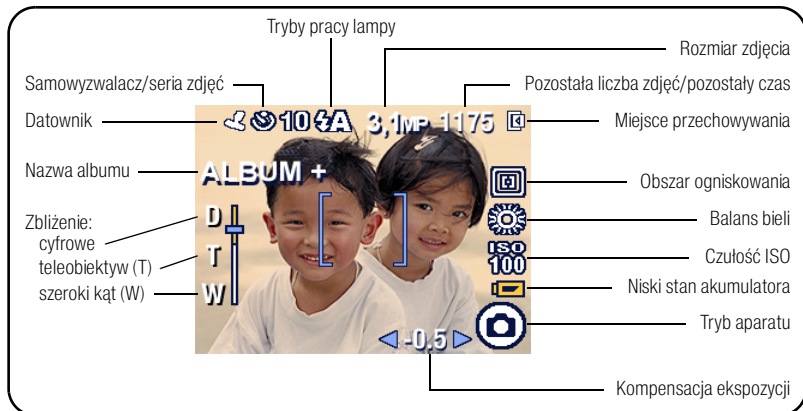 Tryby pracy lampy
Rozmiar zdjęcia
Samowyzwalacz/seria zdjęć
Pozostała liczba zdjęć/pozostały czas
Datownik
10 A 3,1MP 1175
Miejsce przechowywania
Nazwa albumu
ALBUM +
Obszar ogniskowania
Zbliżenie:
cyfrowe
teleobiektyw (T)
szeroki kąt (W)
D
T
W
Balans bieli
ISO
100
Czułość ISO
Niski stan akumulatora
Tryb aparatu
-0.5
Kompensacja ekspozycji